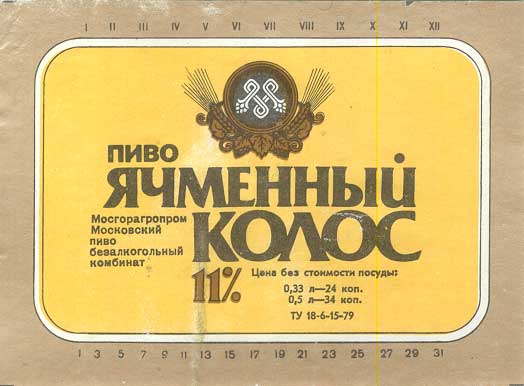 I II III IV V VI VII VIII IX X XI XII
ПИВО
ЯЧМЕННЫЙ
КОЛОС
Мосгорагропром
Московский
пиво
безалкогольный
комбинат
11%
Цена без стоимости посуды:
0,33 л—24 коп.
0,5 л—34 коп.
ТУ 18-6-15-79
1 3 5 7 9 11 13 15 17 19 21 23 25 27 29 31